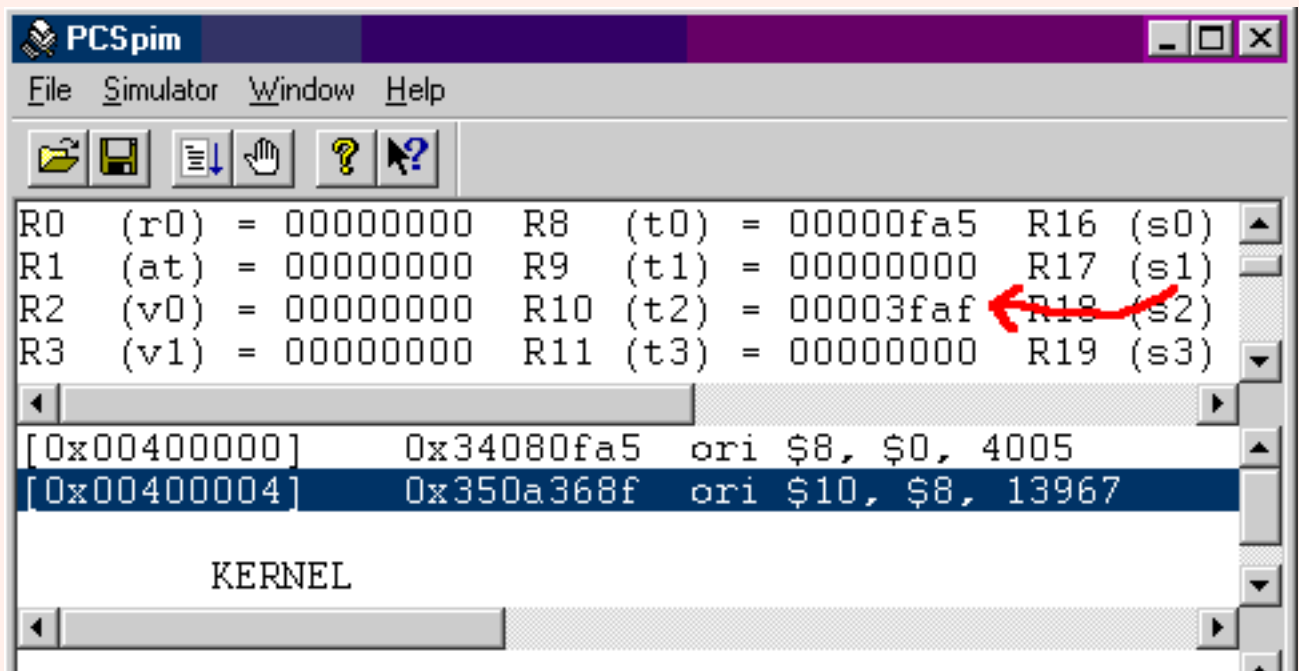 PCSpim
File Simulator Window Help
R0 (r0) = 00000000 R8 (t0) = 00000fa5 R16 (s0)
R1 (at) = 00000000 R9 (t1) = 00000000 R17 (s1)
R2 (v0) = 00000000 R10 (t2) = 00003faf R18 (s2)
R3 (v1) = 00000000 R11 (t3) = 00000000 R19 (s3)
[0x00400000] 0x34080fa5 ori $8, $0, 4005
[0x00400004] 0x350a368f ori $10, $8, 13967
KERNEL